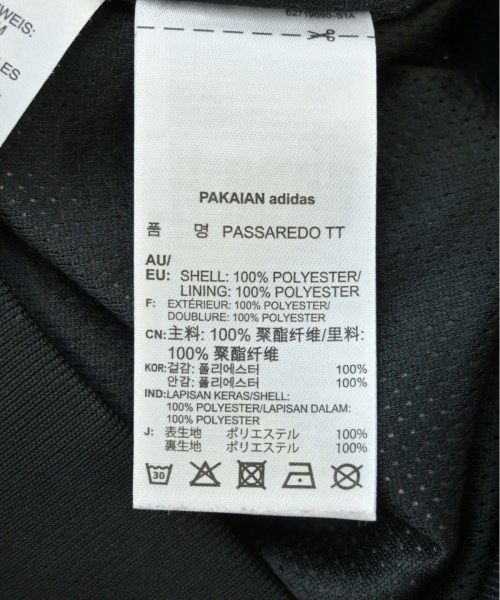 WEIS:
M
LES
PAKAIAN adidas
품 명 PASSAREDO TT
AU/
EU: SHELL: 100% POLYESTER/
LINING: 100% POLYESTER
F: EXTÉRIEUR: 100% POLYESTER/
DOUBLURE: 100% POLYESTER
CN: 主料: 100% 聚酯纤维/里料:
100% 聚酯纤维
KOR: 겉감: 폴리에스터 100%
안감: 폴리에스터 100%
IND: LAPISAN KERAS/SHELL:
100% POLYESTER/LAPISAN DALAM:
100% POLYESTER
J: 表生地 ポリエステル 100%
裏生地 ポリエステル 100%
30